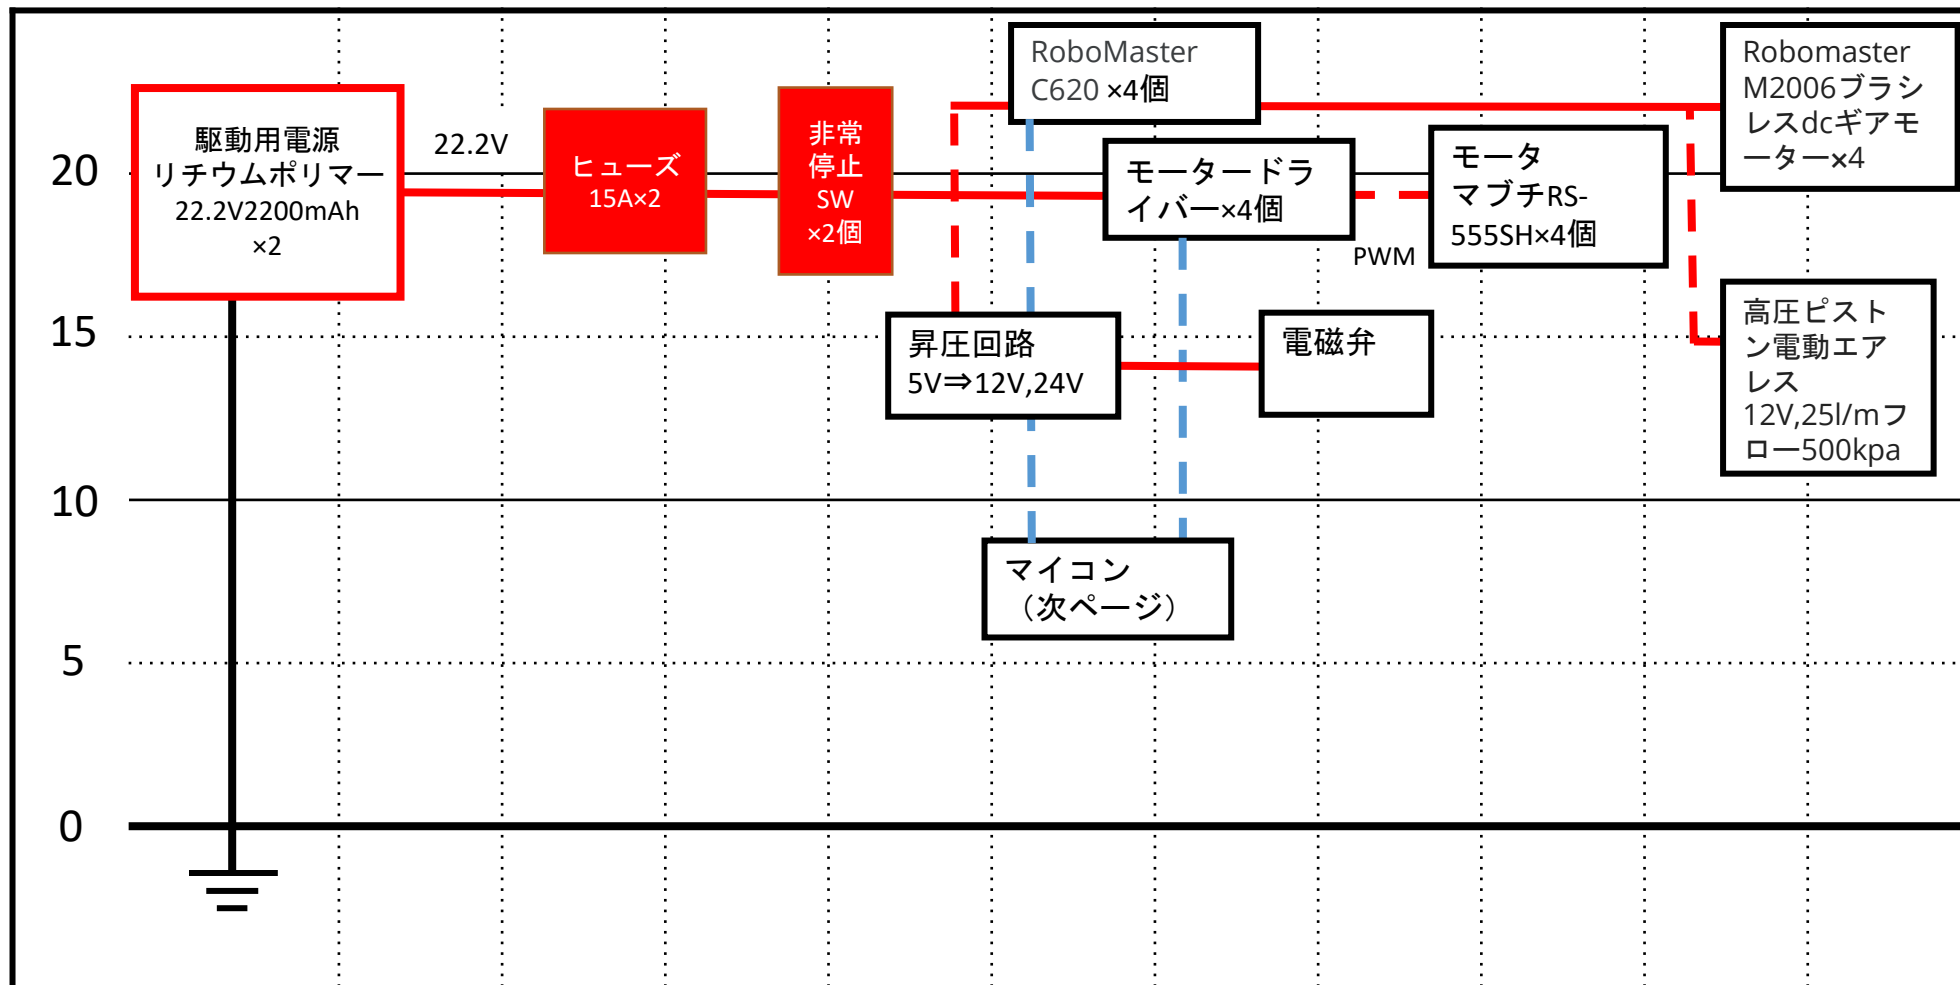 RoboMaster
C620 ×4個
Robomaster
M2006ブラシ
レスdcギアモ
ーター×4
駆動用電源
リチウムポリマー
22.2V2200mAh
×2
22.2V
ヒューズ
15A×2
非常
停止
SW
×2個
モータードラ
イバー×4個
PWM
モータ
マブチRS-
555SH×4個
昇圧回路
5V⇒12V,24V
電磁弁
高圧ピスト
ン電動エア
レス
12V,25l/mフ
ロー500kpa
マイコン
（次ページ）
20
15
10
5
0